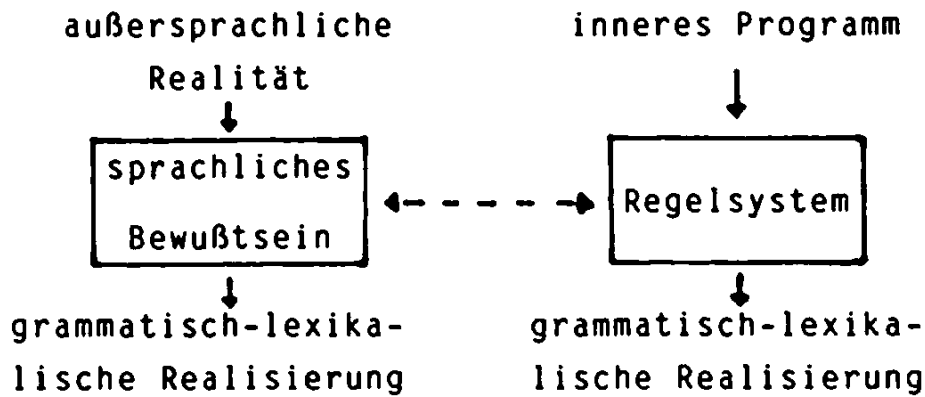 außersprachliche
Realität
sprachliches
Bewußtsein
grammatisch-lexika-
lische Realisierung
inneres Programm
Regelsystem
grammatisch-lexika-
lische Realisierung